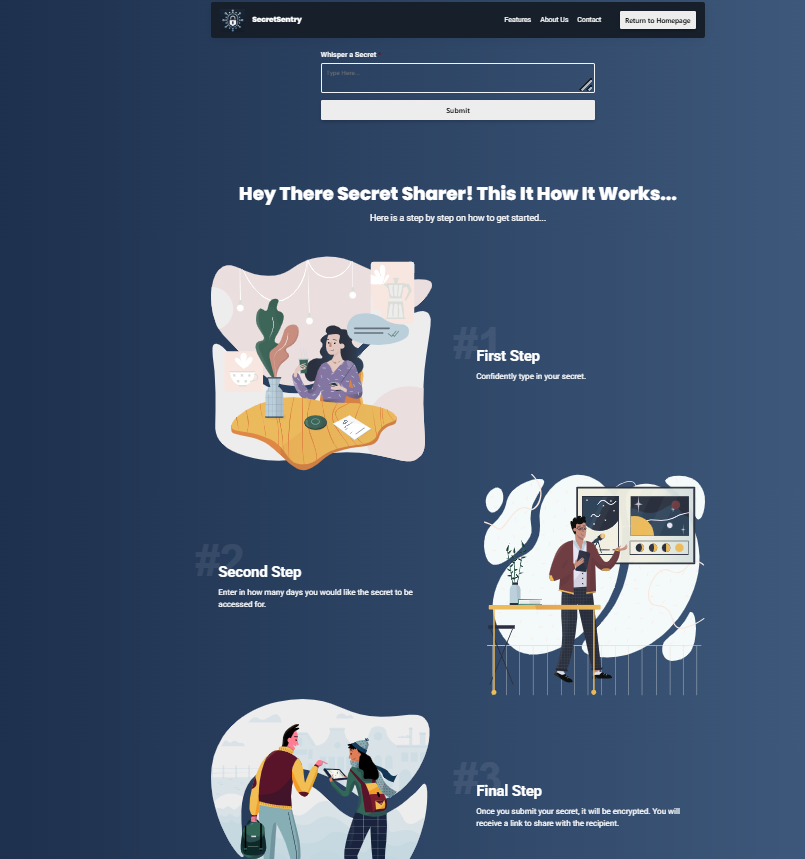 SecretSentry Features About Us Contact Return to Homepage
Whisper a Secret
Type Here...
Submit
Hey There Secret Sharer! This It How It Works...
Here is a step by step on how to get started...
#1
First Step
Confidently type in your secret.
#2
Second Step
Enter in how many days you would like the secret to be
accessed for.
#3
Final Step
Once you submit your secret, it will be encrypted. You will
receive a link to share with the recipient.